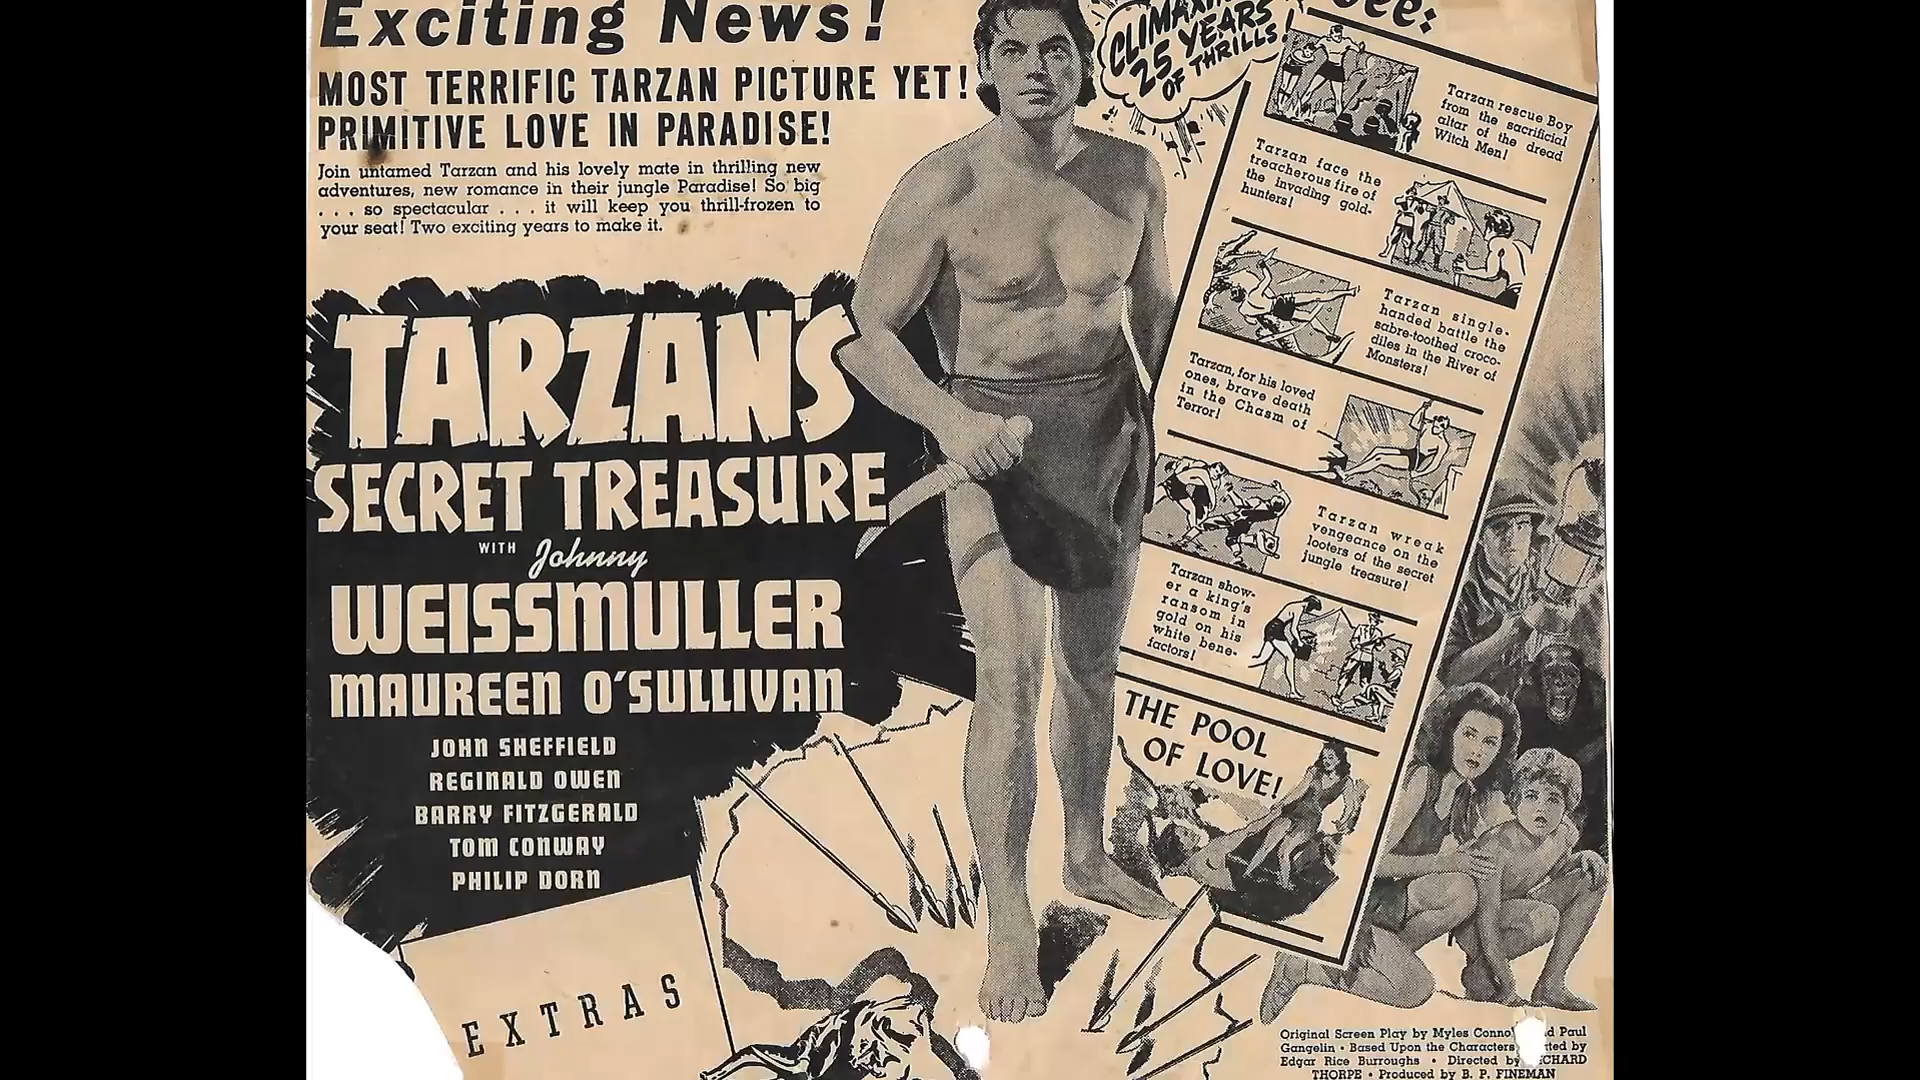 Exciting News!
MOST TERRIFIC TARZAN PICTURE YET!
PRIMITIVE LOVE IN PARADISE!
Join untamed Tarzan and his lovely mate in thrilling new
adventures, new romance in their jungle Paradise! So big
. . . so spectacular . . . it will keep you thrill-frozen to
your seat! Two exciting years to make it.
TARZAN'S
SECRET TREASURE
WITH Johnny
WEISSMULLER
MAUREEN O'SULLIVAN
JOHN SHEFFIELD
REGINALD OWEN
BARRY FITZGERALD
TOM CONWAY
PHILIP DORN
EXTRAS
25 YEARS
OF THRILLS!
Tarzan rescue Boy
from the sacrificial
altar of the dread
Witch Men!
Tarzan face the
treacherous fire of
the invading gold-
hunters!
Tarzan single-
handed battle the
sabre-toothed croco-
diles in the River of
Monsters!
Tarzan, for his loved
ones, brave death
in the Chasm of
Terror!
Tarzan wreak
vengeance on the
looters of the secret
jungle treasure!
Tarzan show-
er a king's
ransom in
gold on his
white bene-
factors!
THE POOL
OF LOVE!
Original Screen Play by Myles Paul
Gangelin • Based Upon the Characters by
Edgar Rice Burroughs • Directed by
THORPE • Produced by B. P. FINEMAN